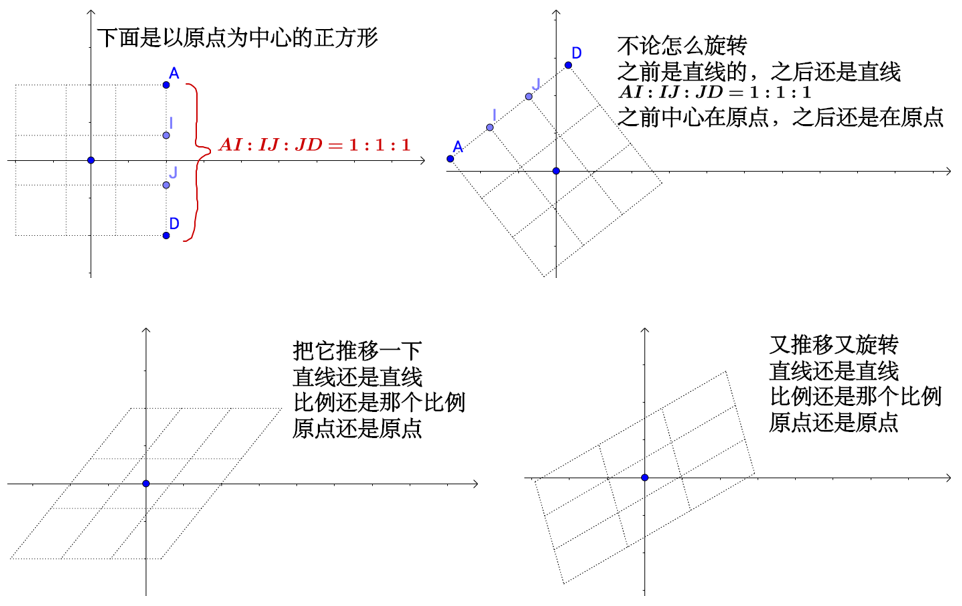 下面是以原点为中心的正方形
A
I
AI : IJ : JD = 1 : 1 : 1
J
D
不论怎么旋转
之前是直线的，之后还是直线
AI : IJ : JD = 1 : 1 : 1
之前中心在原点，之后还是在原点
D
J
I
A
把它推移一下
直线还是直线
比例还是那个比例
原点还是原点
又推移又旋转
直线还是直线
比例还是那个比例
原点还是原点